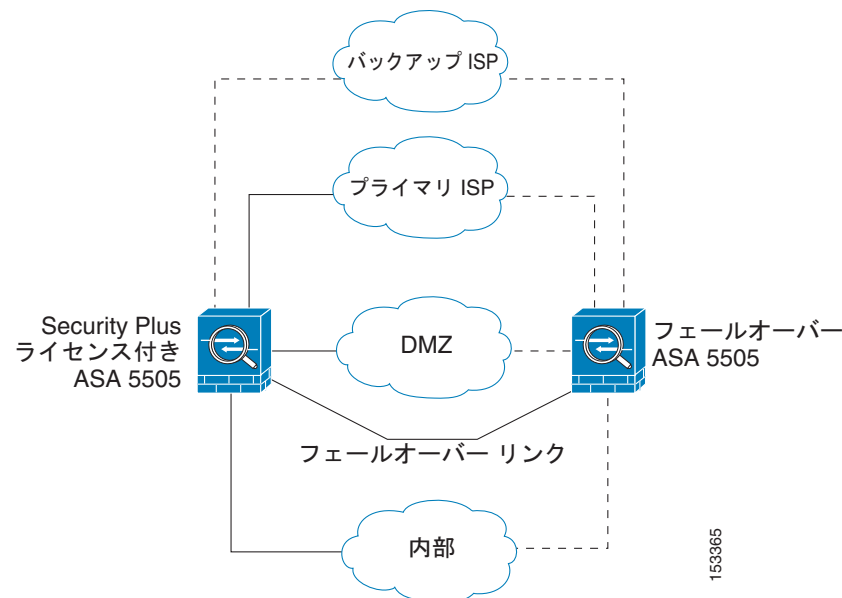 バックアップ ISP
プライマリ ISP
Security Plus
ライセンス付き
ASA 5505
DMZ
フェールオーバー
ASA 5505
フェールオーバー リンク
内部
153365